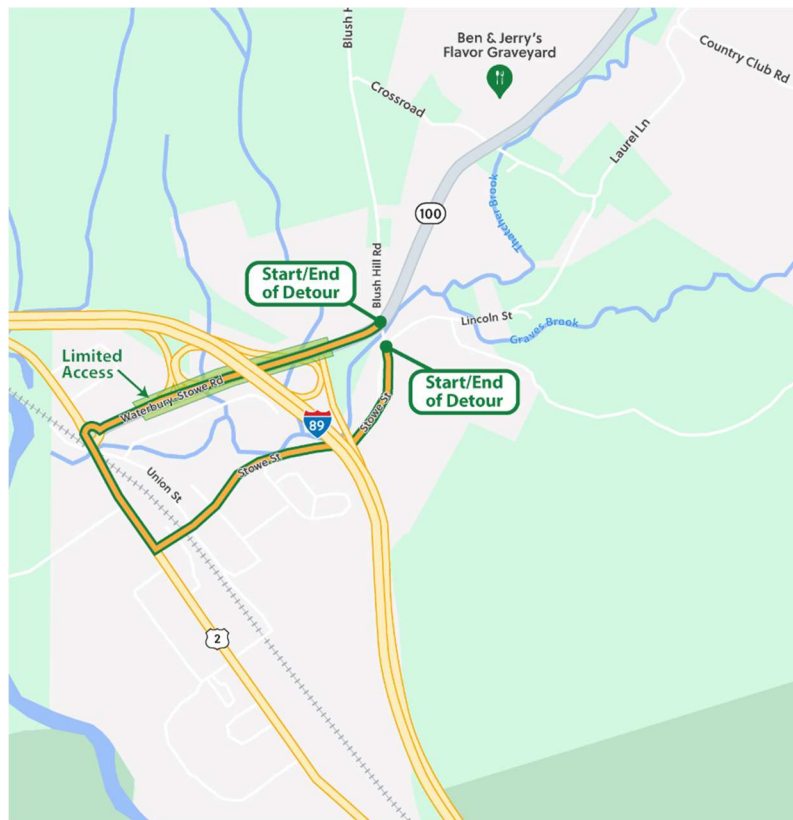 Ben & Jerry's
Flavor Graveyard
Blush H
Country Club Rd
Crossroad
Laurel Ln
Thatcher Brook
100
Start/End
of Detour
Blush Hill Rd
Lincoln St
Graves Brook
Limited
Access
Start/End
of Detour
Waterbury Stowe Rd
89
Stowe St
Stowe St
Union St
2